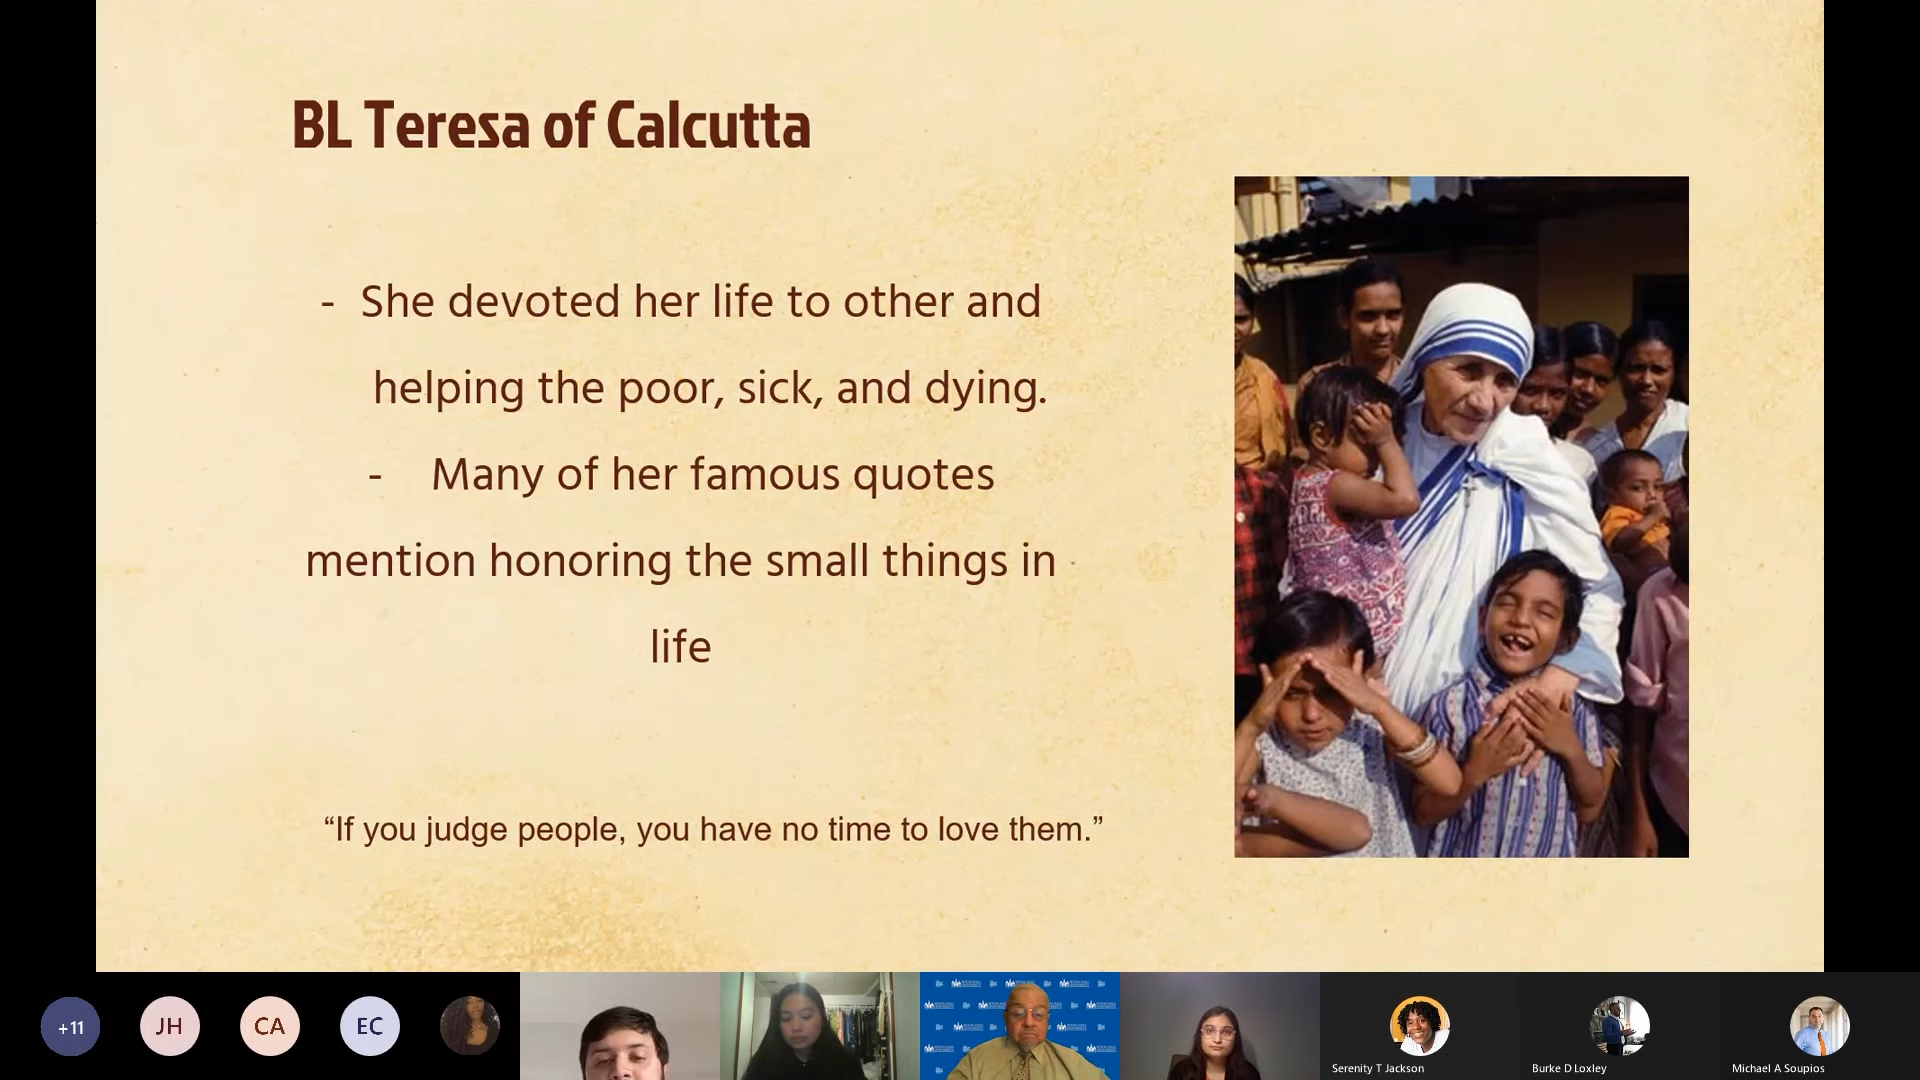 BL Teresa of Calcutta
- She devoted her life to other and
helping the poor, sick, and dying.
- Many of her famous quotes
mention honoring the small things in
life
“If you judge people, you have no time to love them.”
+11
JH
CA
EC
Serenity T Jackson
Burke D Loxley
Michael A Soupios